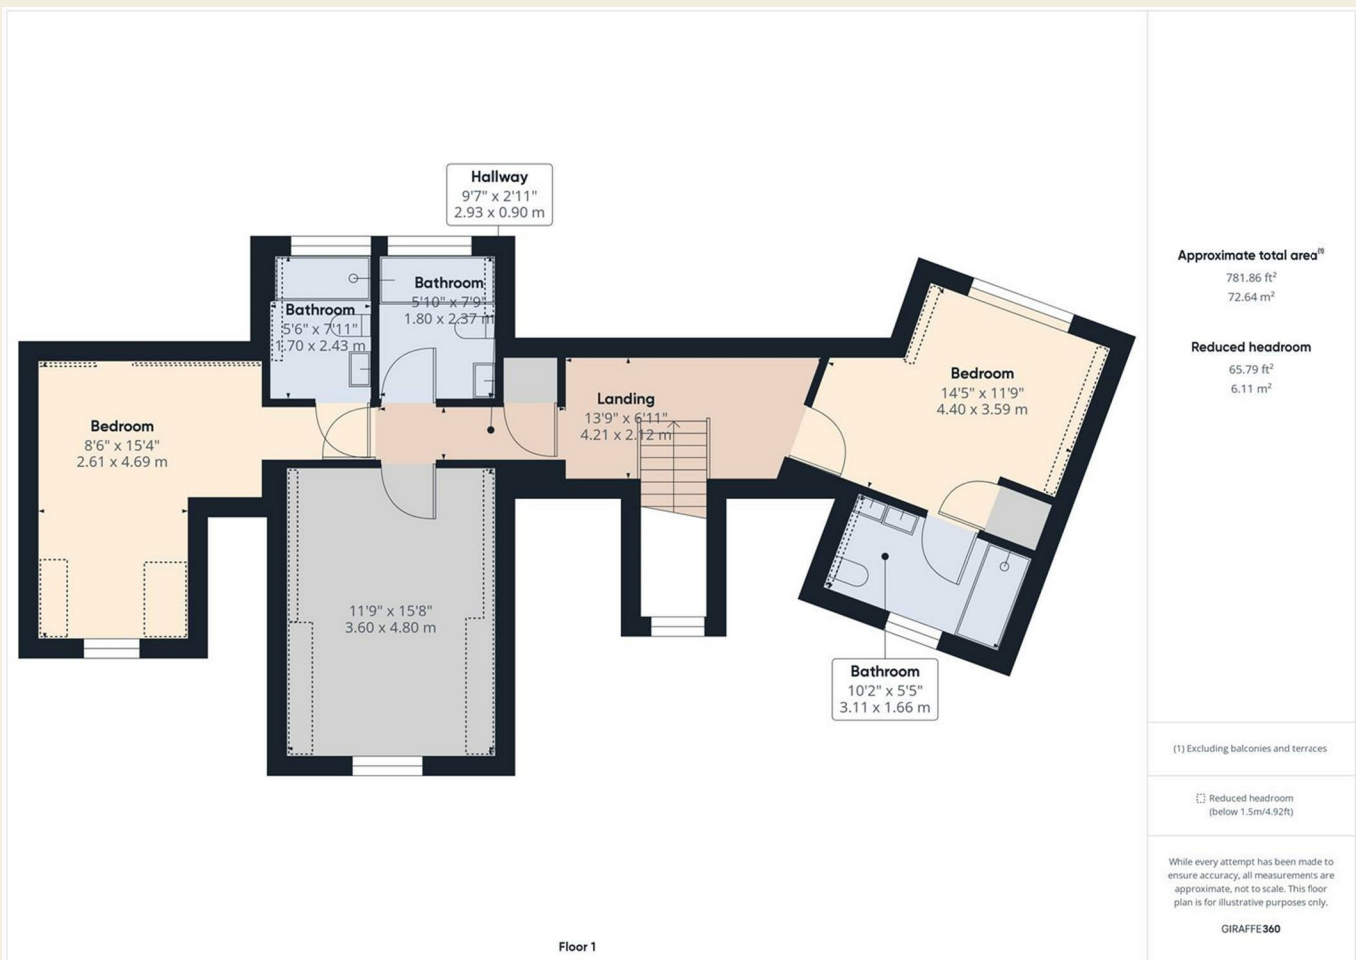 Hallway
9'7" x 2'11"
2.93 x 0.90 m
Bathroom
5'10" x 7'9"
1.80 x 2.37 m
Bathroom
5'6" x 7'11"
1.70 x 2.43 m
Bedroom
8'6" x 15'4"
2.61 x 4.69 m
Landing
13'9" x 6'11"
4.21 x 2.12 m
Bedroom
14'5" x 11'9"
4.40 x 3.59 m
11'9" x 15'8"
3.60 x 4.80 m
Bathroom
10'2" x 5'5"
3.11 x 1.66 m
Floor 1
Approximate total area(1)
781.86 ft²
72.64 m²
Reduced headroom
65.79 ft²
6.11 m²
(1) Excluding balconies and terraces
Reduced headroom
(below 1.5m/4.92ft)
While every attempt has been made to
ensure accuracy, all measurements are
approximate, not to scale. This floor
plan is for illustrative purposes only.
GIRAFFE360